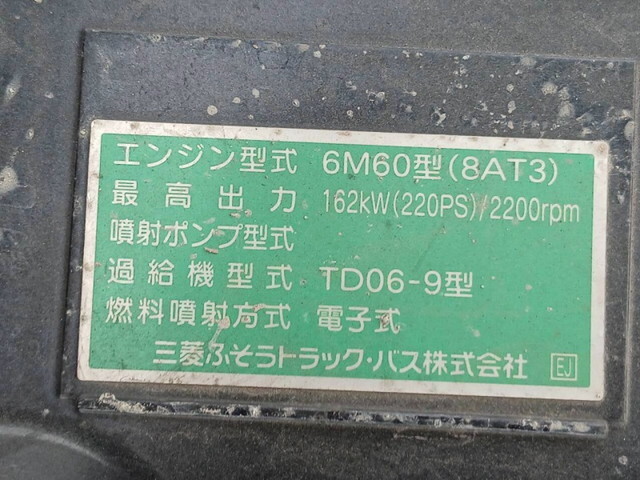 エンジン型式 6M60型(8AT3)
最高出力 162kW(220PS)/2200rpm
噴射ポンプ型式
過給機型式 TD06-9型
燃料噴射方式 電子式
三菱ふそうトラック・バス株式会社 EJ